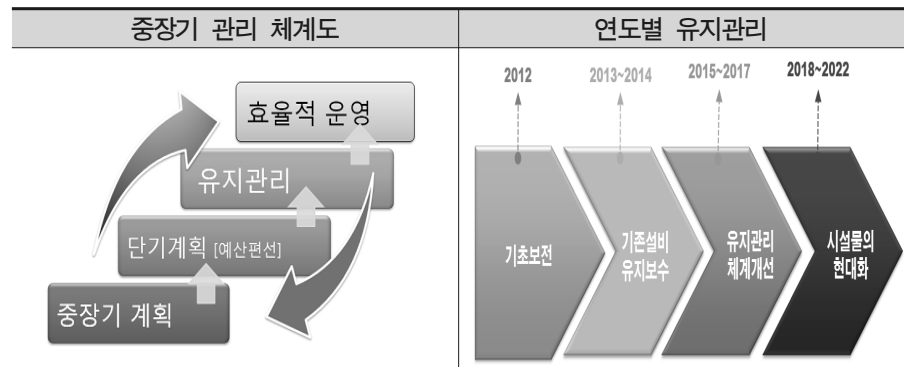 중장기 관리 체계도
연도별 유지관리
효율적 운영
유지관리
단기계획 [예산편선]
중장기 계획
2012
2013~2014
2015~2017
2018~2022
기초보전
기존설비
유지보수
유지관리
체계개선
시설물의
현대화